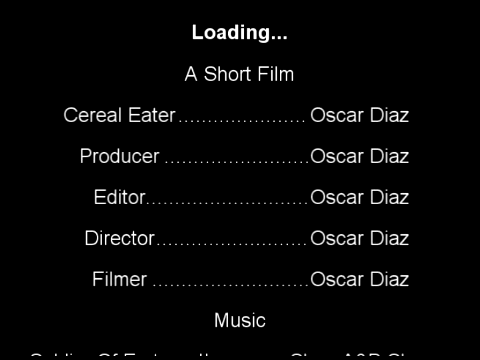 Loading...
A Short Film
Cereal Eater....................... Oscar Diaz
Producer .........................Oscar Diaz
Editor............................Oscar Diaz
Director.......................... Oscar Diaz
Filmer ...........................Oscar Diaz
Music